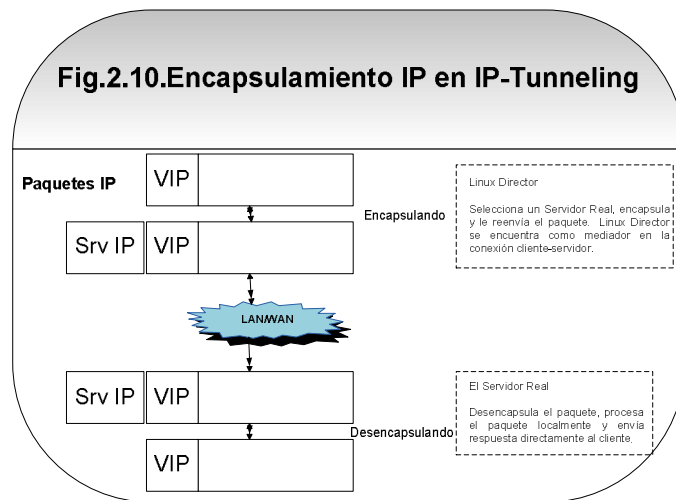 Fig.2.10.Encapsulamiento IP en IP-Tunneling
Paquetes IP
VIP
Encapsulando
Srv IP
VIP
Linux Director
Selecciona un Servidor Real, encapsula
y le reenvía el paquete. Linux Director
se encuentra como mediador en la
conexión cliente-servidor.
LAN/WAN
Srv IP
VIP
Desencapsulando
VIP
El Servidor Real
Desencapsula el paquete, procesa
el paquete localmente y envía
respuesta directamente al cliente.